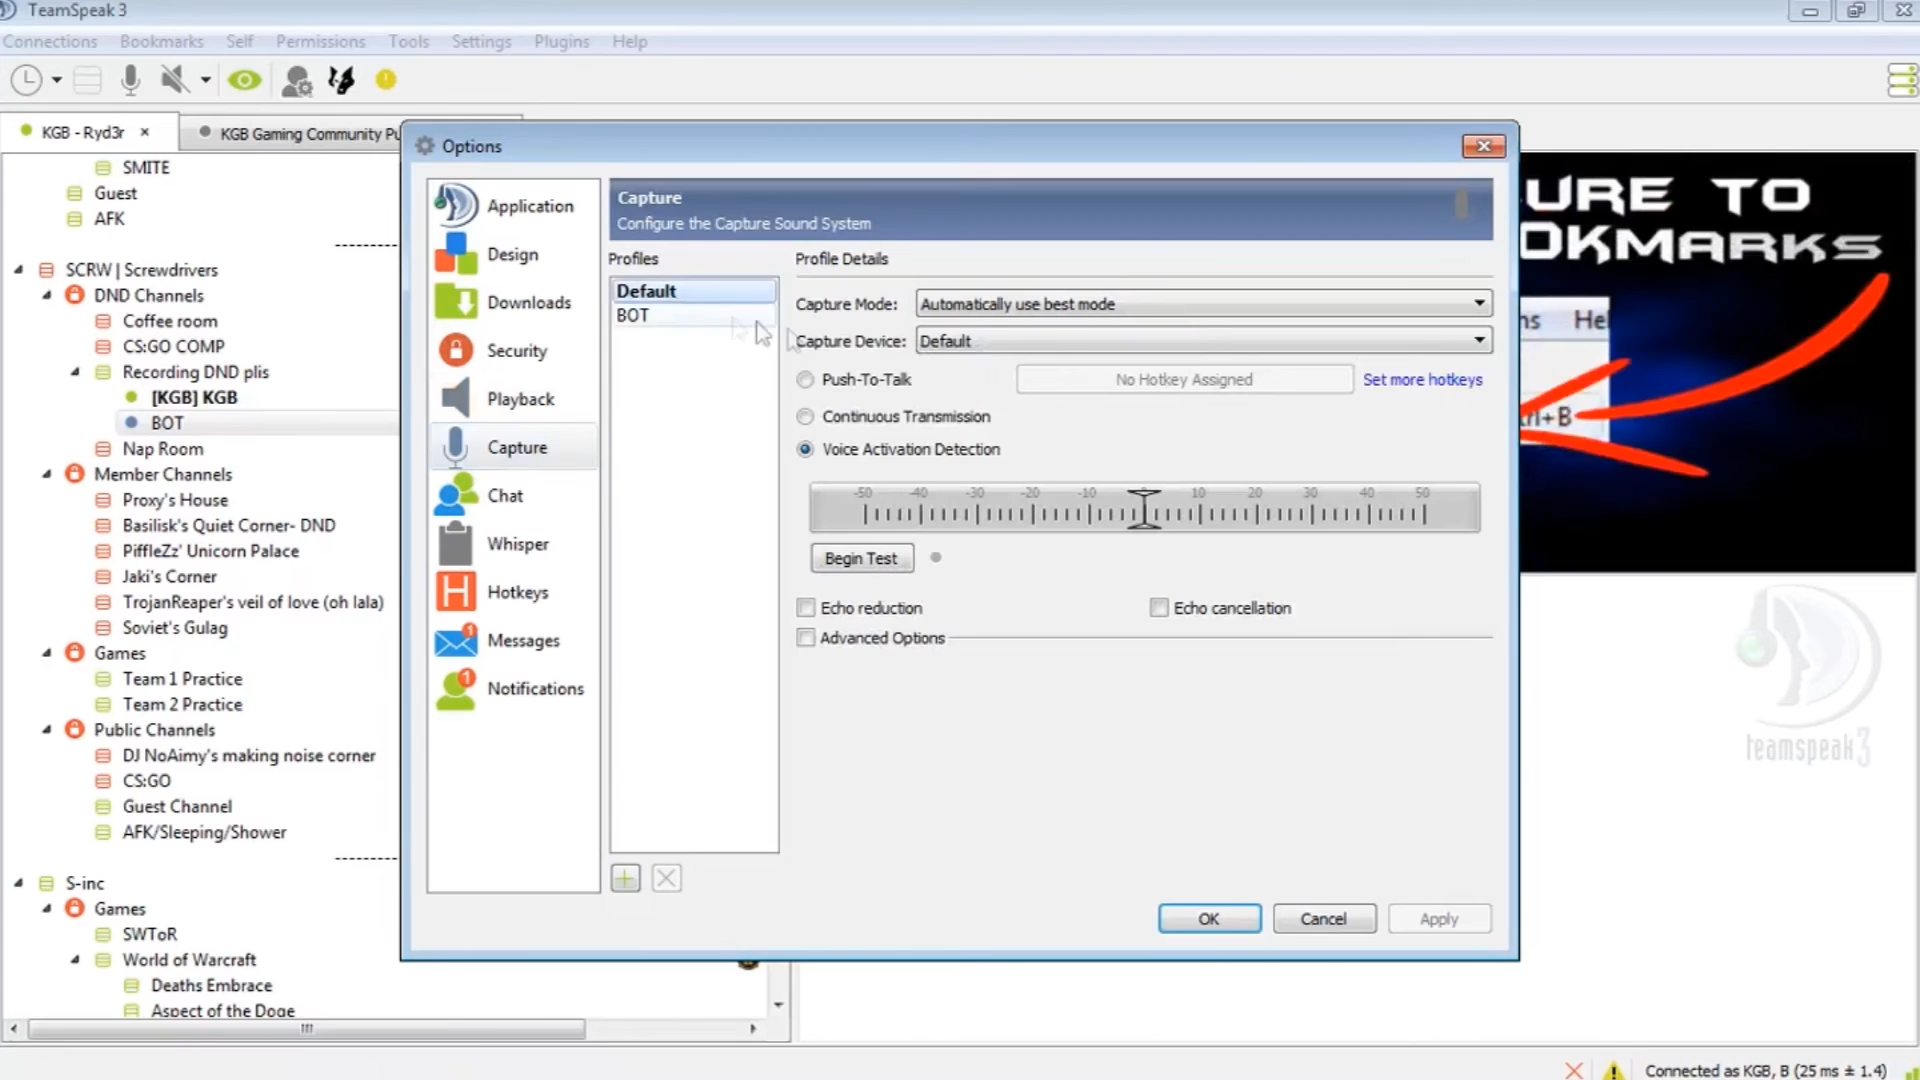 TeamSpeak 3
Connections Bookmarks Self Permissions Tools Settings Plugins Help
KGB - Ryd3r
KGB Gaming Community Pu
SMITE
Guest
AFK
----------
SCRW | Screwdrivers
DND Channels
Coffee room
CS:GO COMP
Recording DND plis
[KGB] KGB
BOT
Nap Room
Member Channels
Proxy's House
Basilisk's Quiet Corner- DND
PiffleZz' Unicorn Palace
Jaki's Corner
TrojanReaper's veil of love (oh lala)
Soviet's Gulag
Games
Team 1 Practice
Team 2 Practice
Public Channels
DJ NoAimy's making noise corner
CS:GO
Guest Channel
AFK/Sleeping/Shower
----------
S-inc
Games
SWToR
World of Warcraft
Deaths Embrace
Aspect of the Doge
Options
Application
Design
Downloads
Security
Playback
Capture
Chat
Whisper
Hotkeys
Messages
Notifications
Capture
Configure the Capture Sound System
Profiles
Default
BOT
Profile Details
Capture Mode: Automatically use best mode
Capture Device: Default
Push-To-Talk No Hotkey Assigned Set more hotkeys
Continuous Transmission
Voice Activation Detection
-50 -40 -30 -20 -10 10 20 30 40 50
Begin Test
Echo reduction Echo cancellation
Advanced Options
OK Cancel Apply
URE TO
OKMARKS
ns Hel
trl+B
teamspeak3
Connected as KGB, B (25 ms ± 1.4)